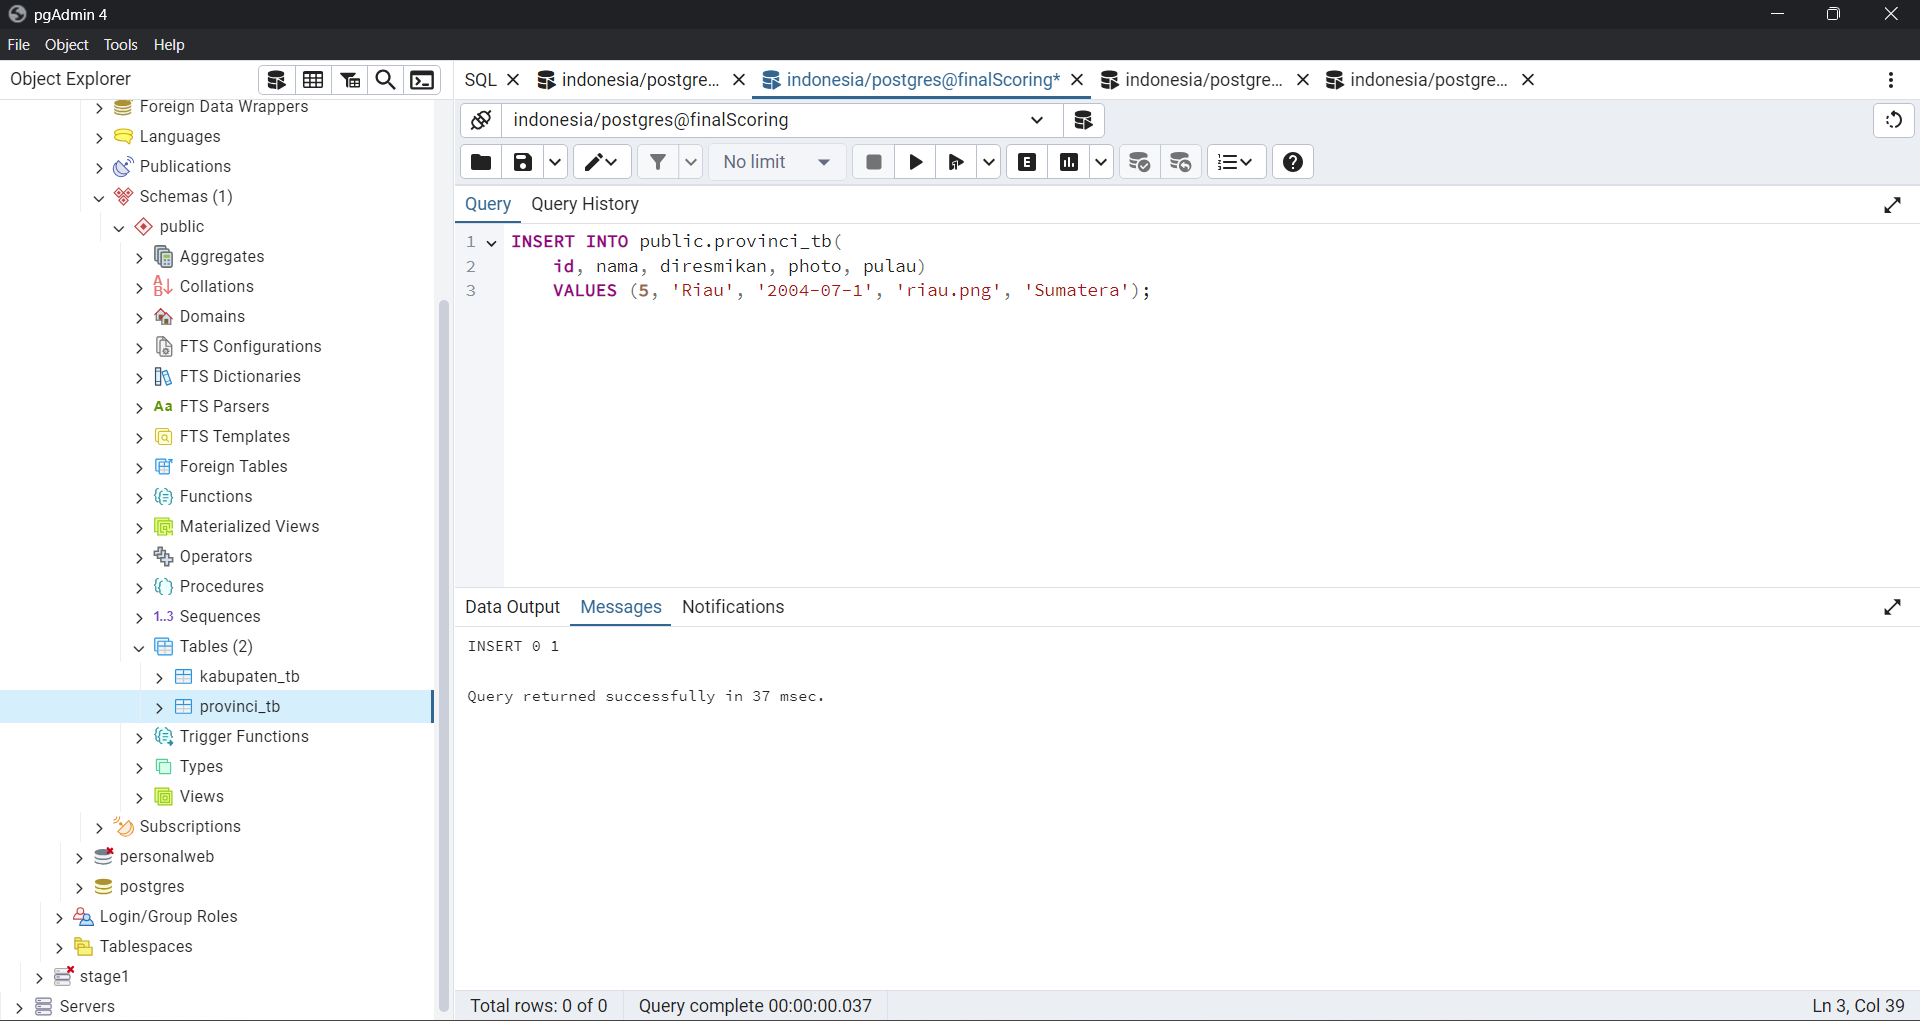 pgAdmin 4
File Object Tools Help
Object Explorer
SQL
indonesia/postgre...
indonesia/postgres@finalScoring*
indonesia/postgre...
indonesia/postgre...
Foreign Data Wrappers
Languages
Publications
Schemas (1)
public
Aggregates
Collations
Domains
FTS Configurations
FTS Dictionaries
Aa FTS Parsers
FTS Templates
Foreign Tables
Functions
Materialized Views
Operators
Procedures
1..3 Sequences
Tables (2)
kabupaten_tb
provinci_tb
Trigger Functions
Types
Views
Subscriptions
personalweb
postgres
Login/Group Roles
Tablespaces
stage1
Servers
indonesia/postgres@finalScoring
No limit
E
Query Query History
1 INSERT INTO public.provinci_tb(
2 id, nama, diresmikan, photo, pulau)
3 VALUES (5, 'Riau', '2004-07-1', 'riau.png', 'Sumatera');
Data Output Messages Notifications
INSERT 0 1
Query returned successfully in 37 msec.
Total rows: 0 of 0 Query complete 00:00:00.037 Ln 3, Col 39